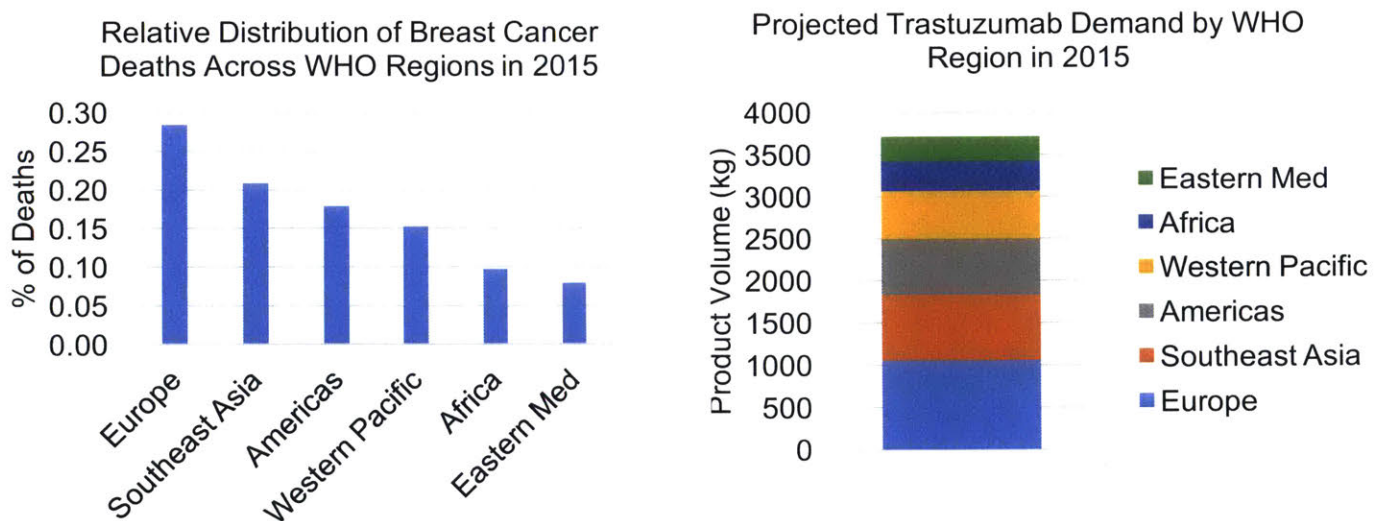 Relative Distribution of Breast Cancer
Deaths Across WHO Regions in 2015
% of Deaths
0.30
0.25
0.20
0.15
0.10
0.05
0.00
Europe
Southeast Asia
Americas
Western Pacific
Africa
Eastern Med
Projected Trastuzumab Demand by WHO
Region in 2015
Product Volume (kg)
4000
3500
3000
2500
2000
1500
1000
500
0
Eastern Med
Africa
Western Pacific
Americas
Southeast Asia
Europe